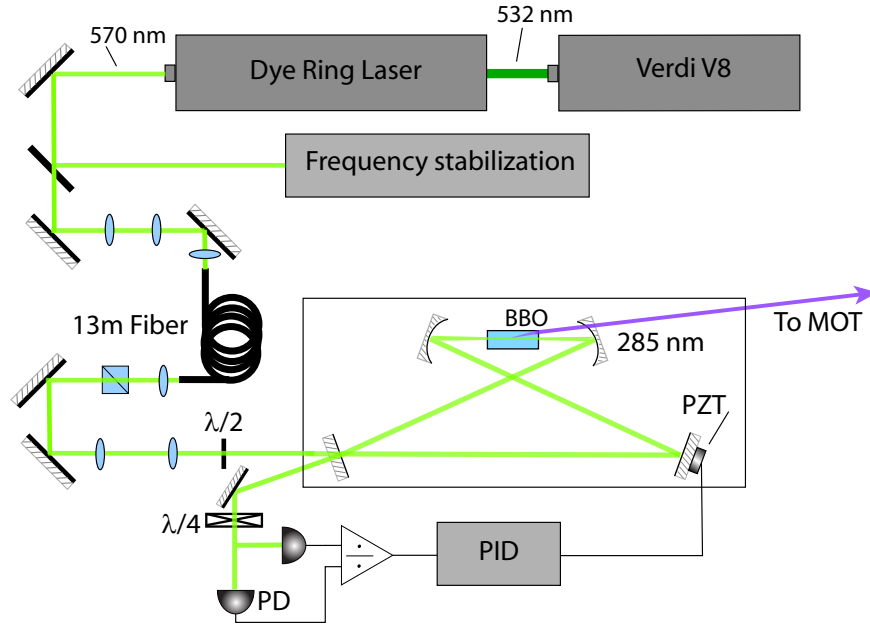 570 nm
532 nm
Dye Ring Laser
Verdi V8
Frequency stabilization
13m Fiber
BBO
To MOT
285 nm
PZT
λ/2
λ/4
PD
÷
PID